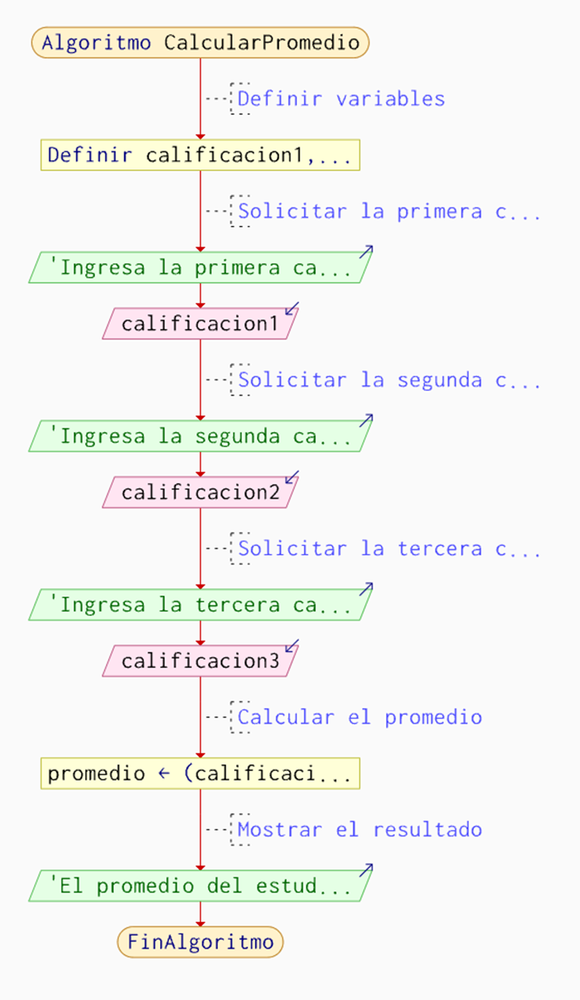 Algoritmo CalcularPromedio
Definir variables
Definir calificacion1,...
Solicitar la primera c...
'Ingresa la primera ca...
calificacion1
Solicitar la segunda c...
'Ingresa la segunda ca...
calificacion2
Solicitar la tercera c...
'Ingresa la tercera ca...
calificacion3
Calcular el promedio
promedio ← (calificaci...
Mostrar el resultado
'El promedio del estud...
FinAlgoritmo